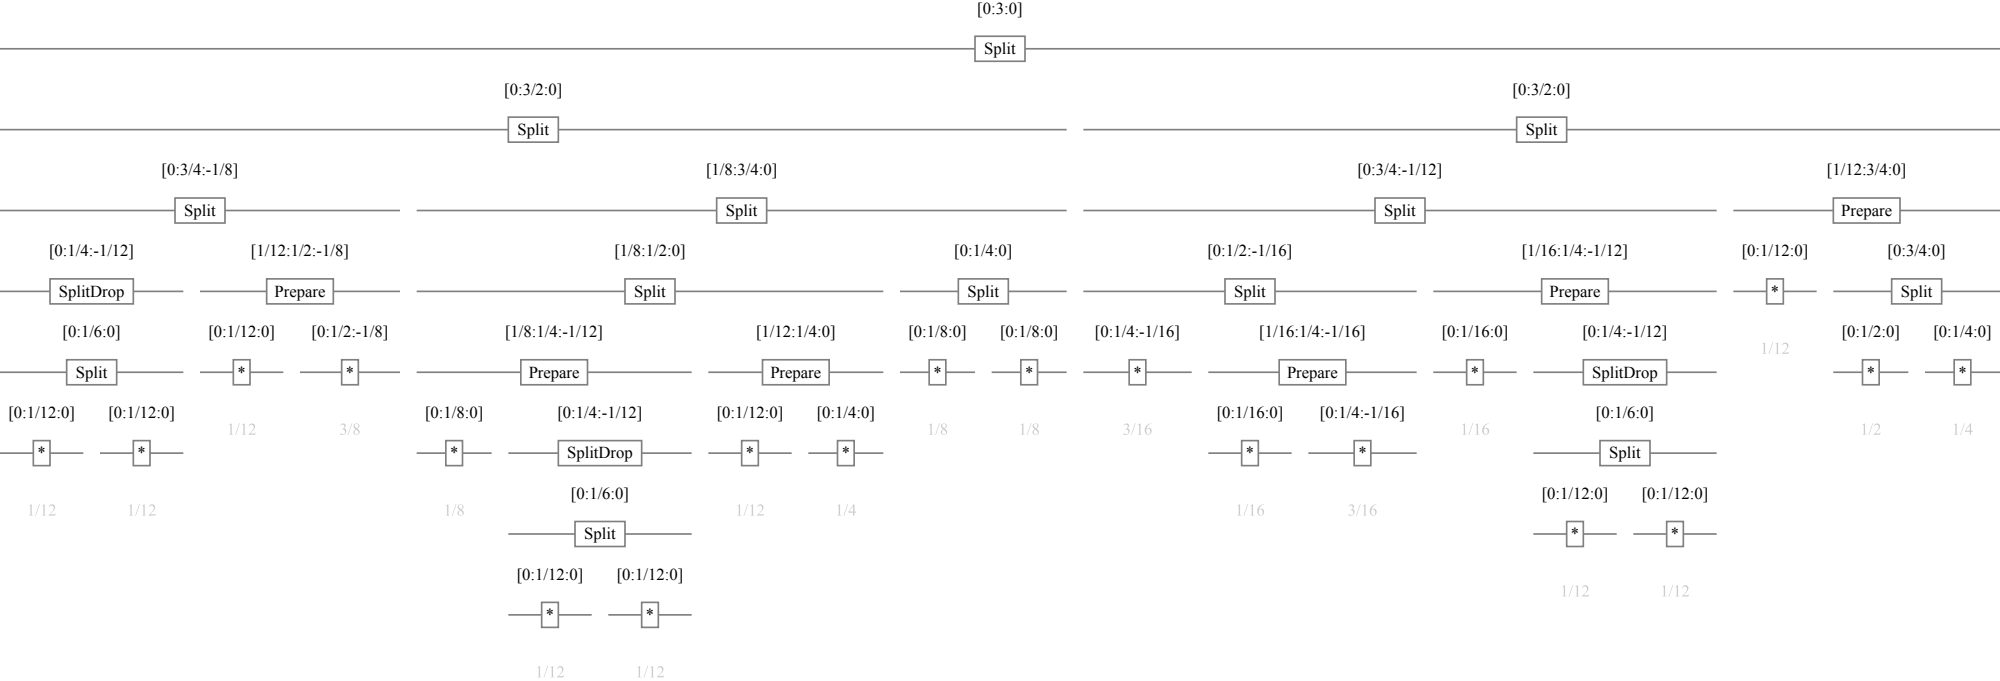 [0:3:0]
Split
[0:3/2:0] [0:3/2:0]
Split Split
[0:3/4:-1/8] [1/8:3/4:0] [0:3/4:-1/12] [1/12:3/4:0]
Split Split Split Prepare
[0:1/4:-1/12] [1/12:1/2:-1/8] [1/8:1/2:0] [0:1/4:0] [0:1/2:-1/16] [1/16:1/4:-1/12] [0:1/12:0] [0:3/4:0]
SplitDrop Prepare Split Split Split Prepare * Split
[0:1/6:0] [0:1/12:0] [0:1/2:-1/8] [1/8:1/4:-1/12] [1/12:1/4:0] [0:1/8:0] [0:1/8:0] [0:1/4:-1/16] [1/16:1/4:-1/16] [0:1/16:0] [0:1/4:-1/12] [0:1/2:0] [0:1/4:0]
1/12
Split * * Prepare Prepare * * * Prepare * SplitDrop * *
[0:1/12:0] [0:1/12:0] [0:1/8:0] [0:1/4:-1/12] [0:1/12:0] [0:1/4:0] [0:1/16:0] [0:1/4:-1/16] [0:1/6:0]
1/12 3/8 1/8 1/8 3/16 1/16 1/2 1/4
* * * SplitDrop * * * * Split
[0:1/6:0] [0:1/12:0] [0:1/12:0]
1/12 1/12 1/8 1/12 1/4 1/16 3/16
Split * *
[0:1/12:0] [0:1/12:0]
1/12 1/12
* *
1/12 1/12